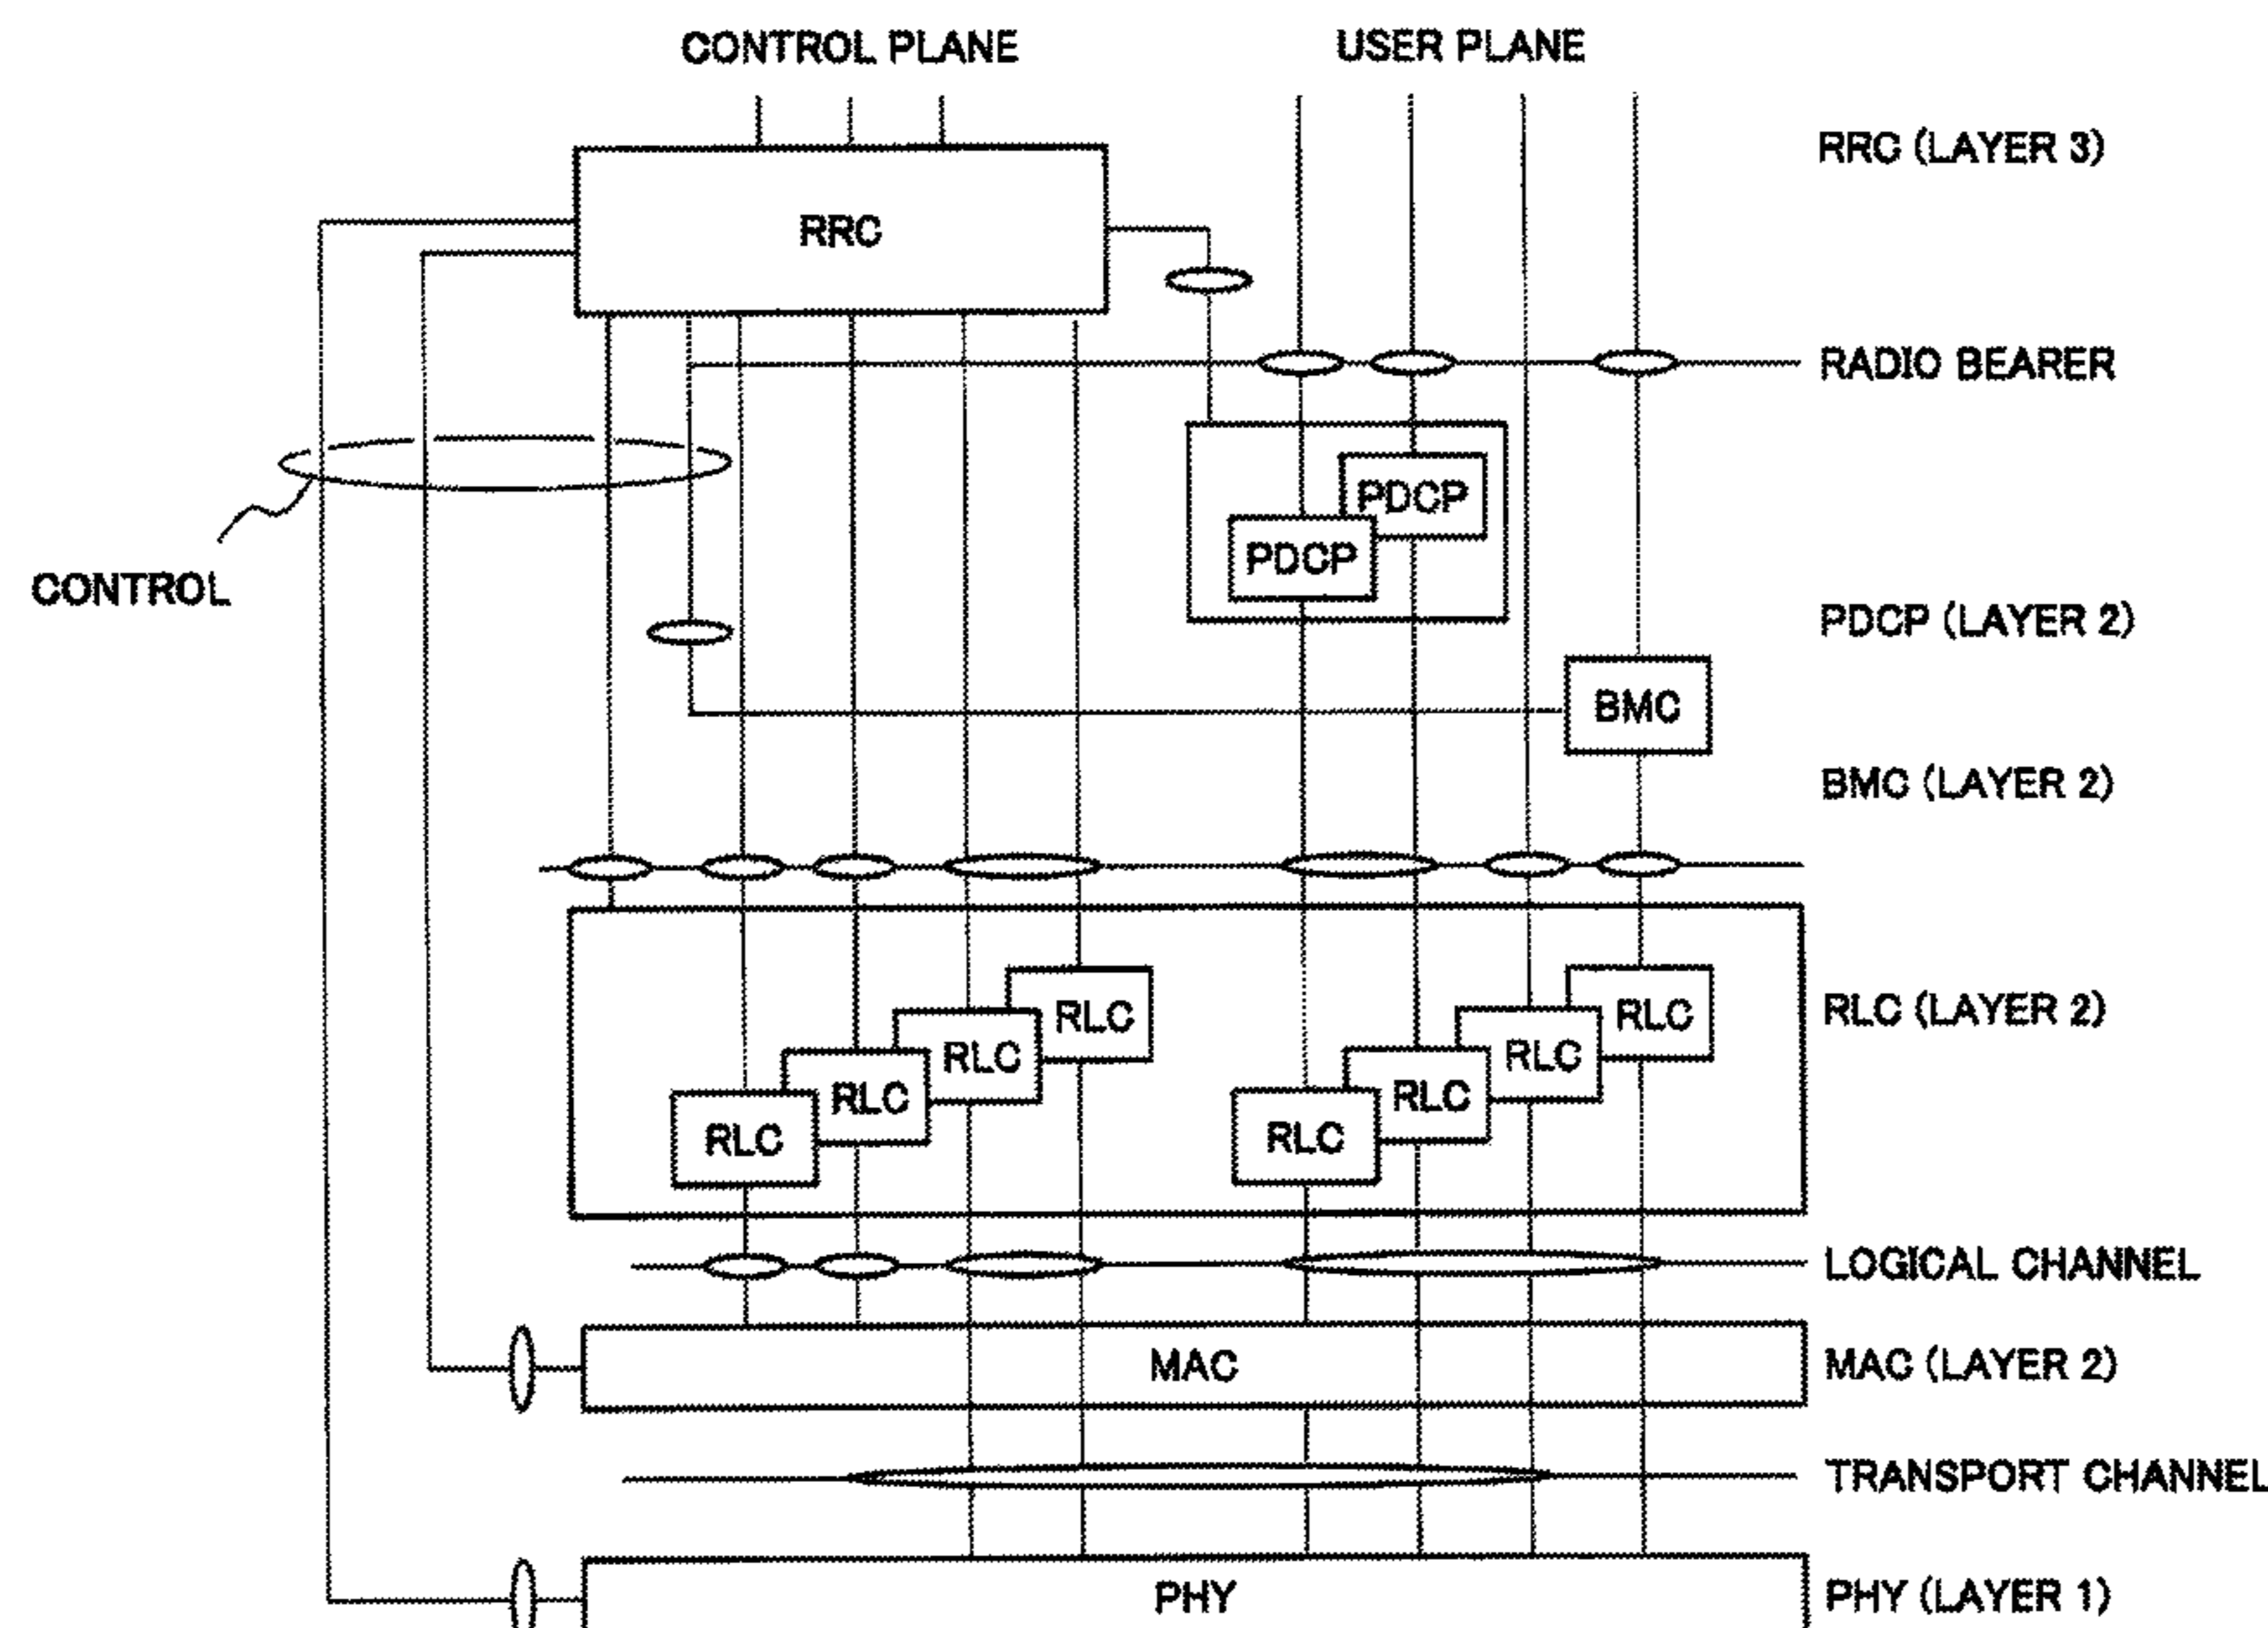 CONTROL PLANE
USER PLANE
RRC (LAYER 3)
RRC
RADIO BEARER
PDCP
PDCP
CONTROL
PDCP (LAYER 2)
BMC
BMC (LAYER 2)
RLC
RLC
RLC
RLC
RLC
RLC
RLC
RLC
RLC (LAYER 2)
LOGICAL CHANNEL
MAC
MAC (LAYER 2)
TRANSPORT CHANNEL
PHY
PHY (LAYER 1)